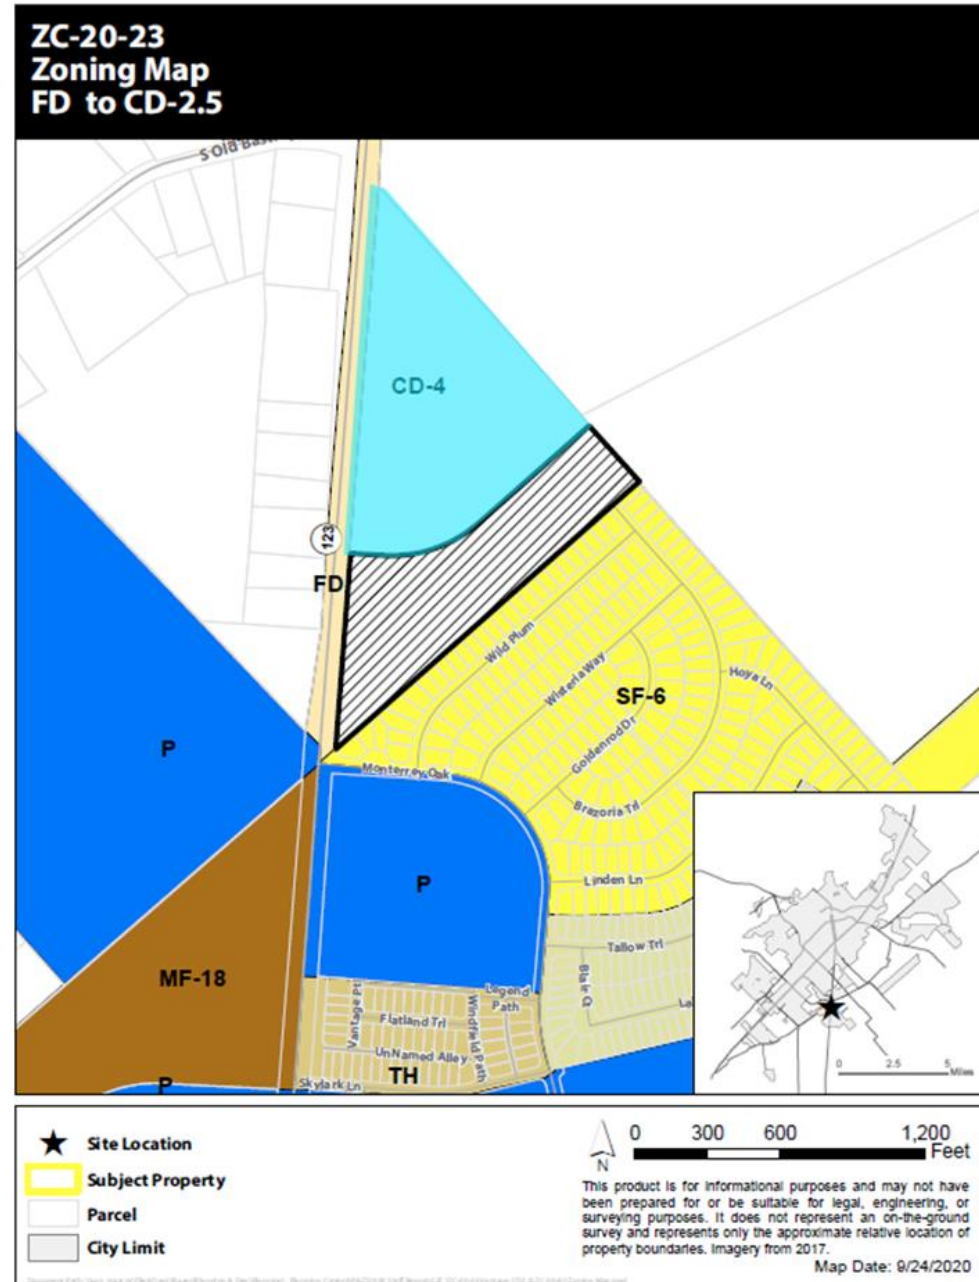 ZC-20-23
Zoning Map
FD to CD-2.5
S Old
CD-4
123
FD
Wild Plum
Wisteria Way
Hoya Ln
SF-6
P
Goldenrod Dr
Monterrey Oak
Brazoria Trl
P
Linden Ln
Tallow Trl
MF-18
Blair Ct
Legend
Path
Vantage Pt
Flatland Trl
Windfield Path
UnNamed Alley
TH
P
Skylark Ln
0 2.5 5
Miles
Site Location
Subject Property
Parcel
City Limit
N
0 300 600 1,200
Feet
This product is for informational purposes and may not have
been prepared for or be suitable for legal, engineering, or
surveying purposes. It does not represent an on-the-ground
survey and represents only the approximate relative location of
property boundaries. Imagery from 2017.
Map Date: 9/24/2020